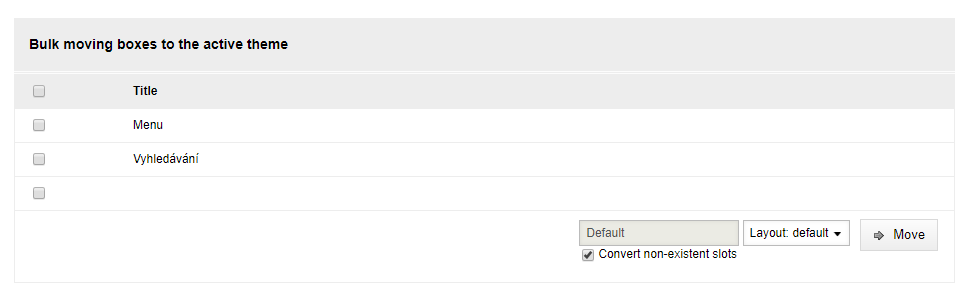 Bulk moving boxes to the active theme
Title
Menu
Vyhledávání
Default Layout: default Move
Convert non-existent slots